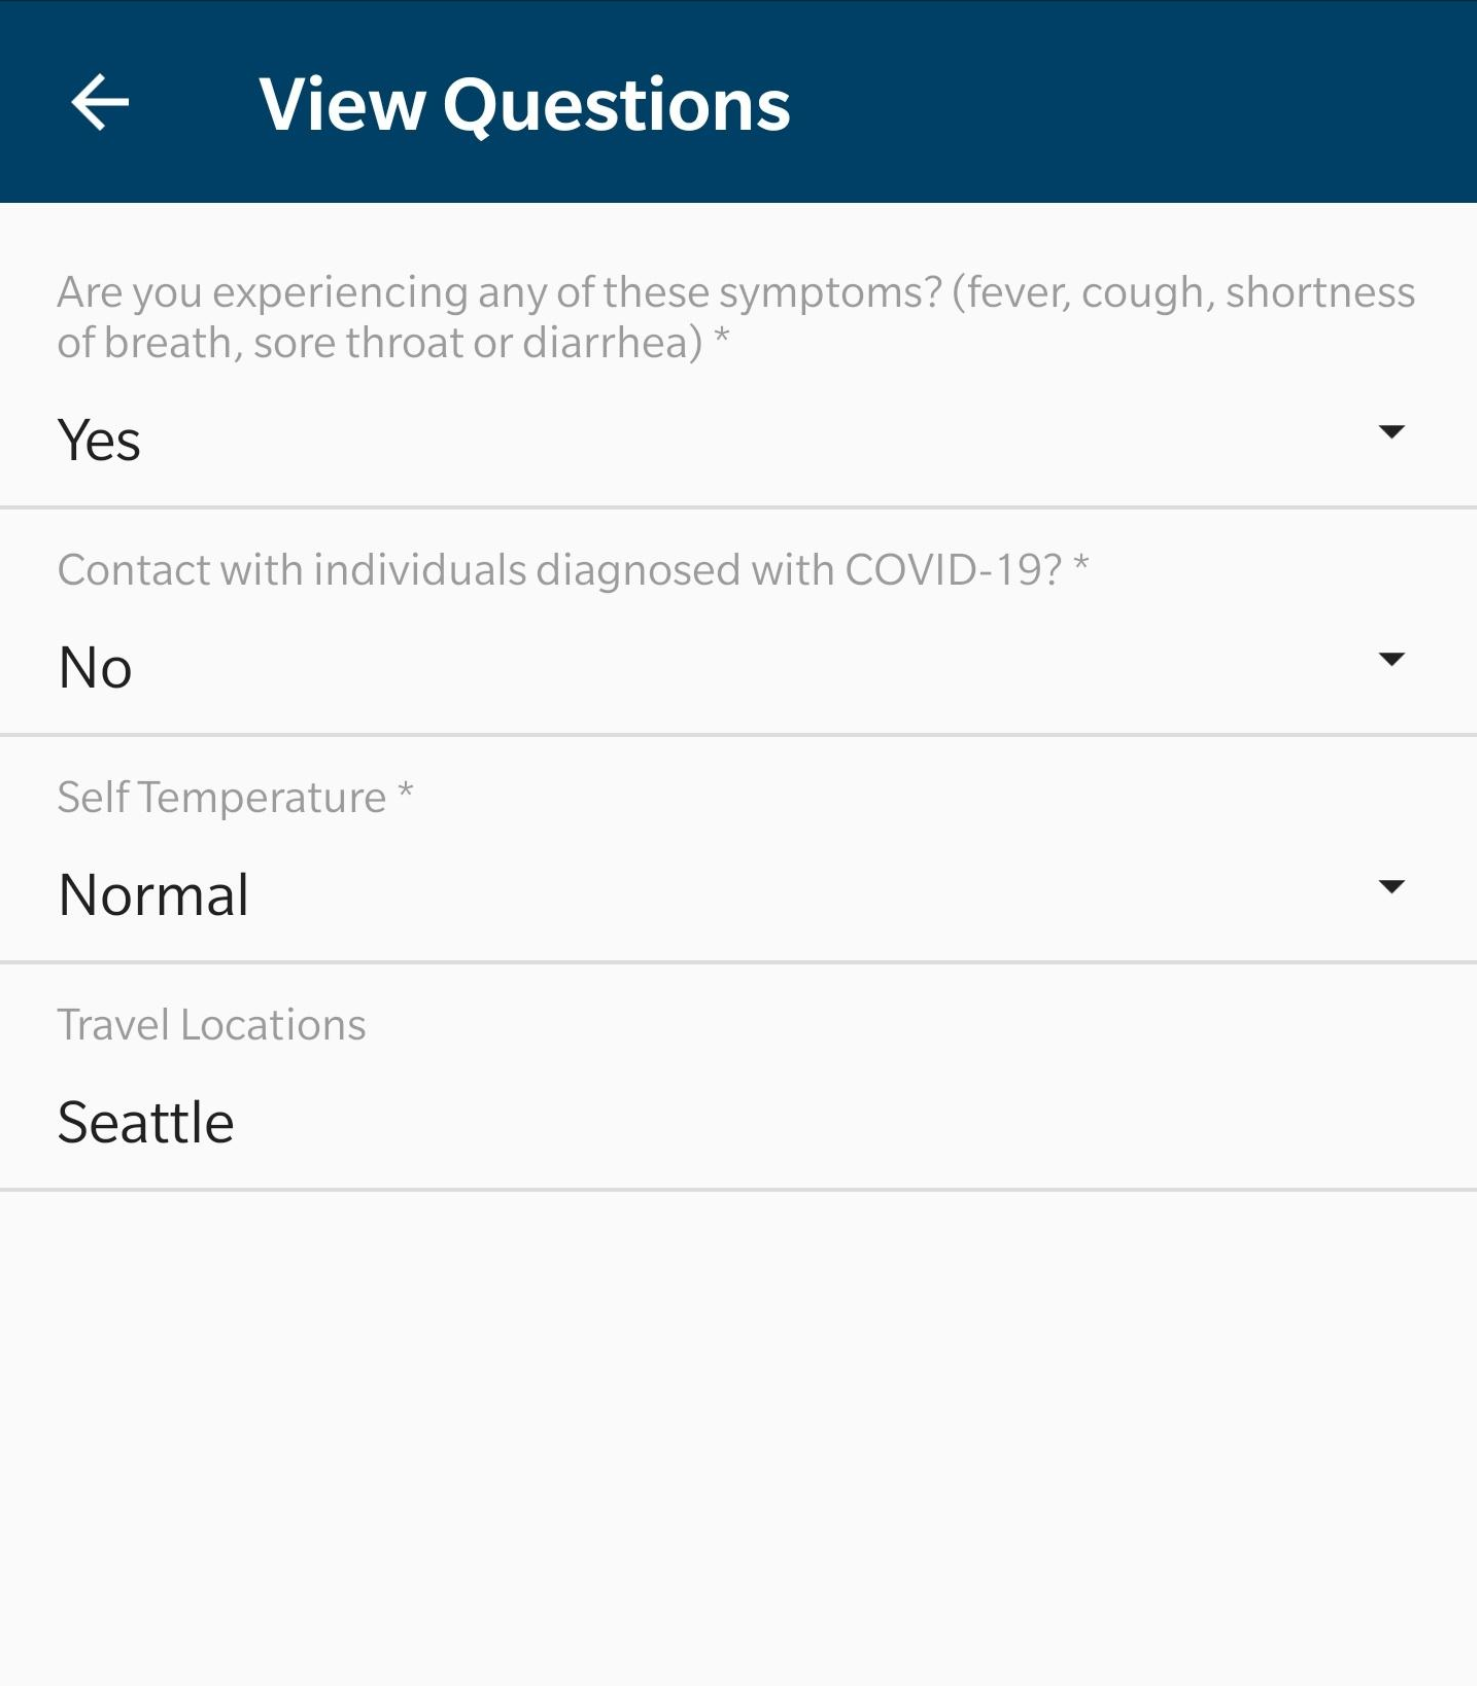 View Questions
Are you experiencing any of these symptoms? (fever, cough, shortness
of breath, sore throat or diarrhea) *
Yes
Contact with individuals diagnosed with COVID-19? *
No
Self Temperature *
Normal
Travel Locations
Seattle